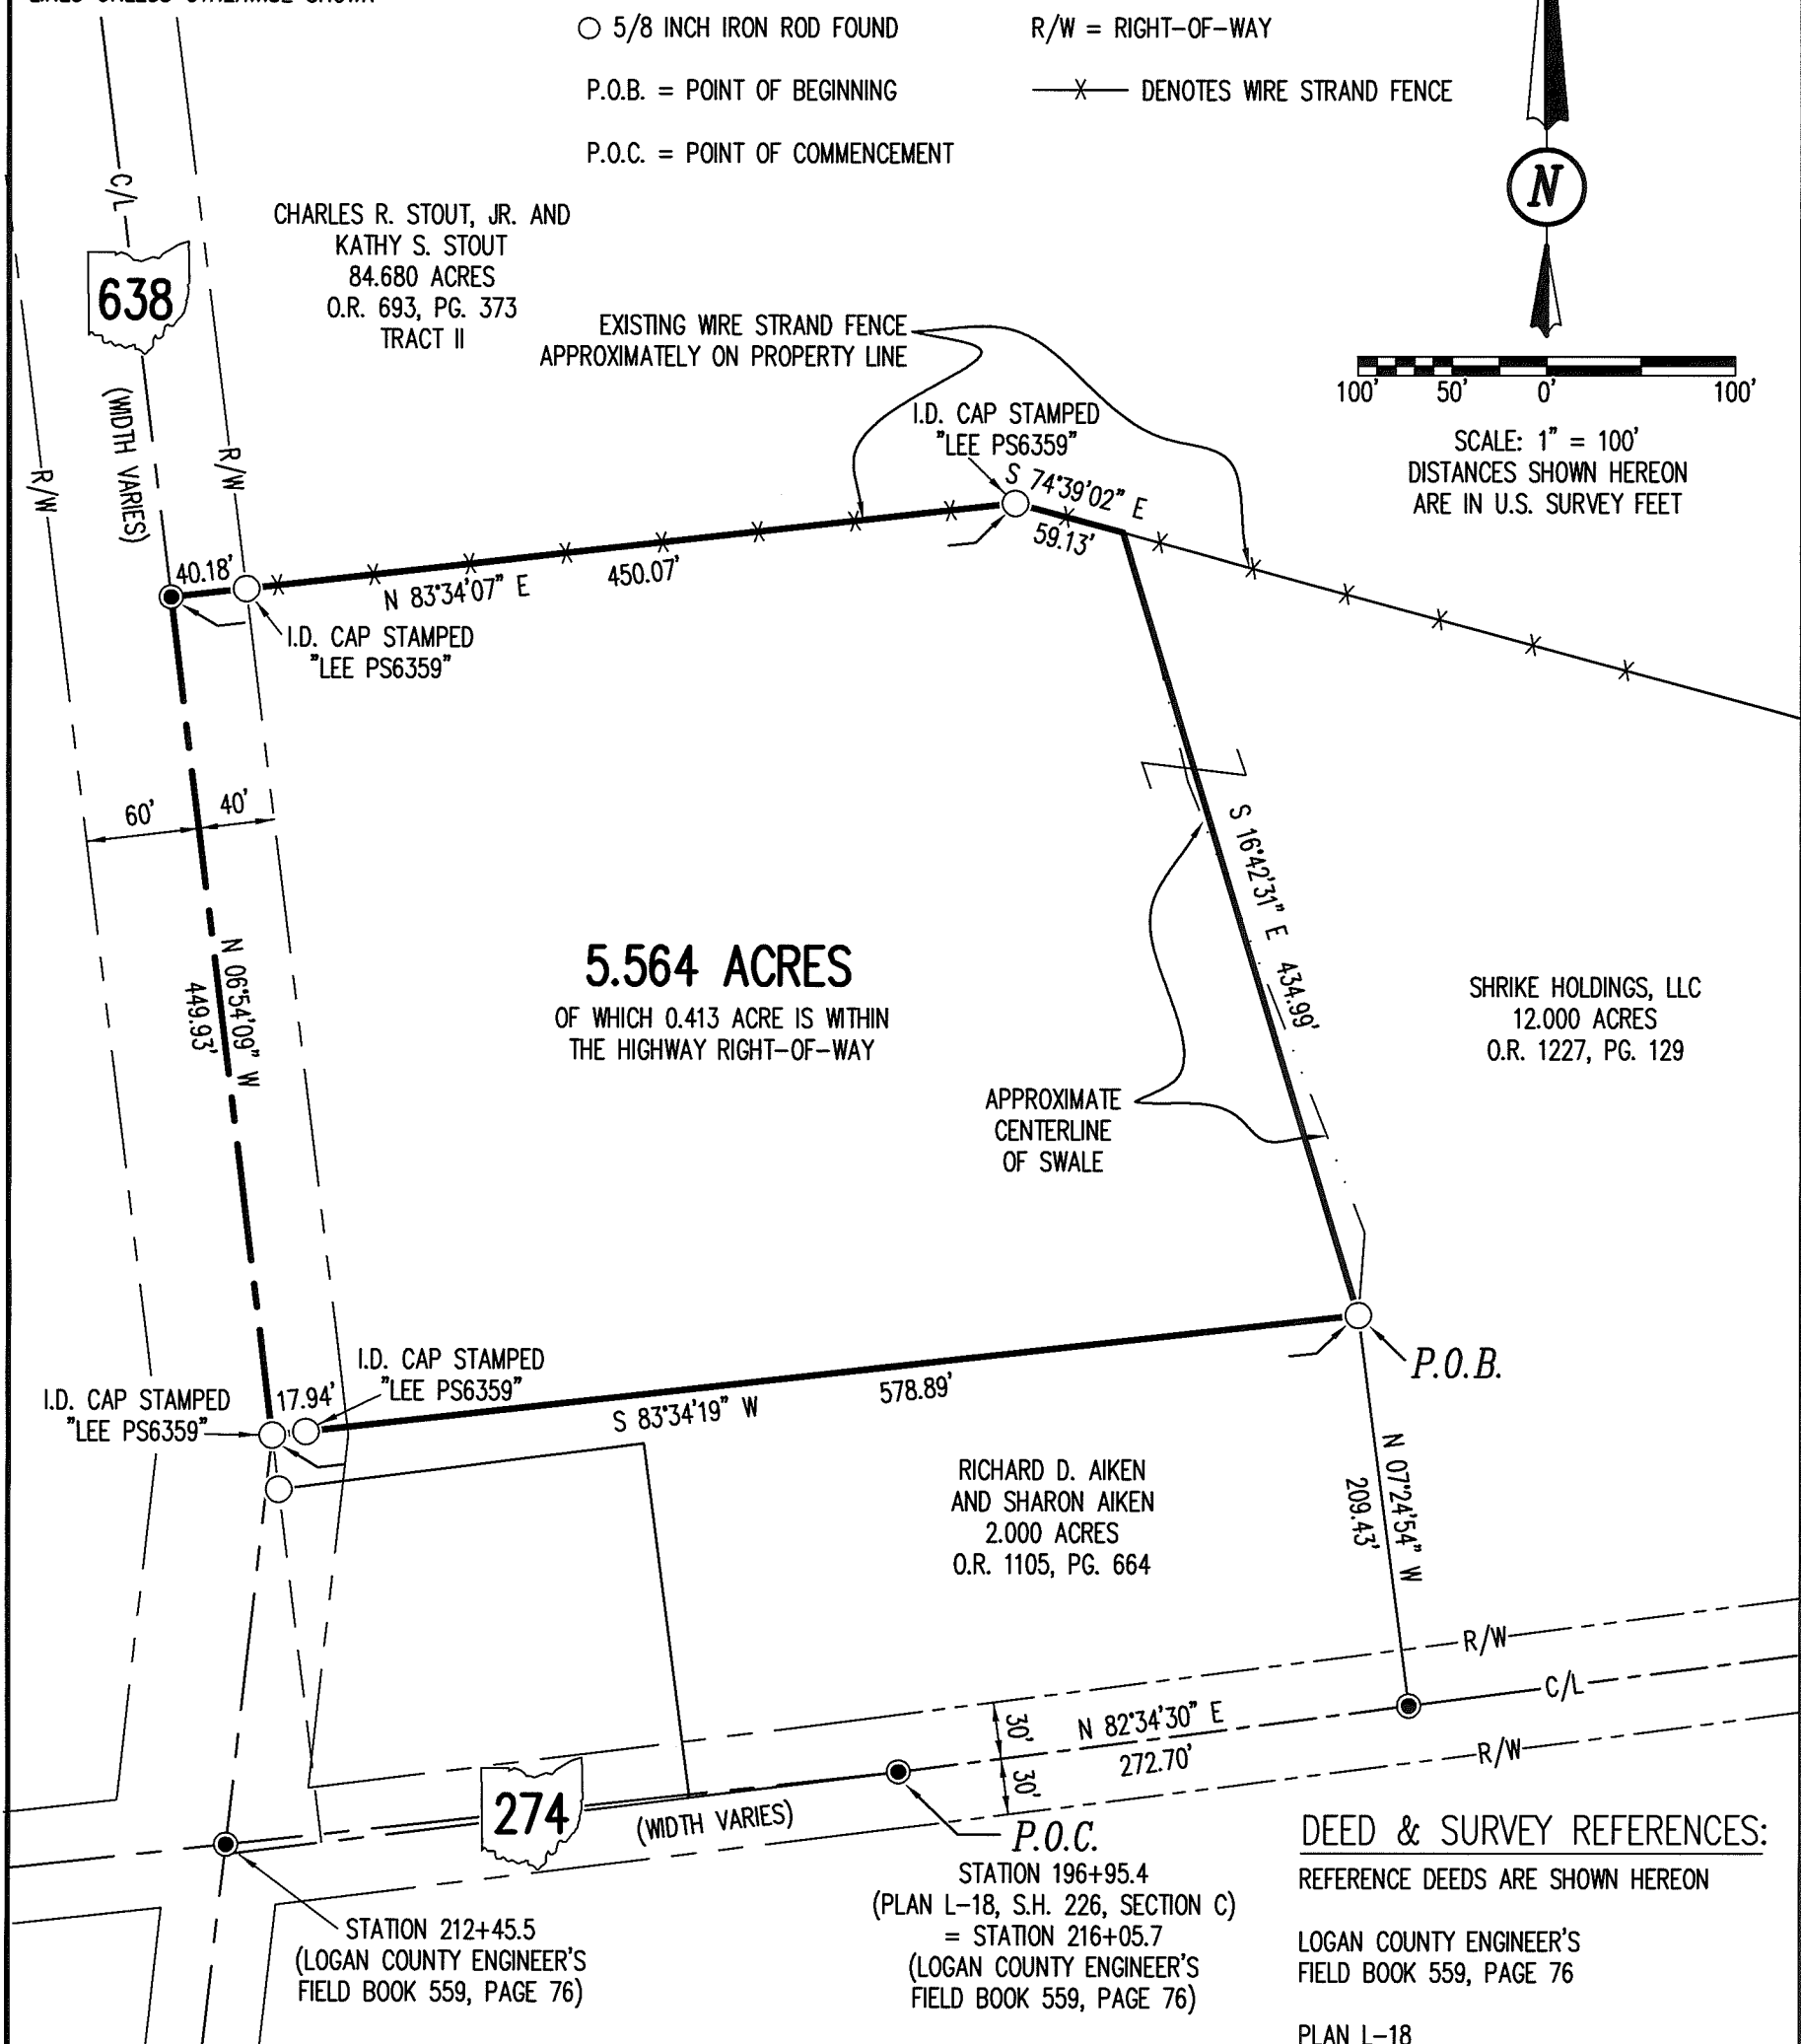 ○ 5/8 INCH IRON ROD FOUND
R/W = RIGHT-OF-WAY
P.O.B. = POINT OF BEGINNING
DENOTES WIRE STRAND FENCE
P.O.C. = POINT OF COMMENCEMENT
N
C/L
638
(WIDTH VARIES)
R/W
R/W
CHARLES R. STOUT, JR. AND
KATHY S. STOUT
84.680 ACRES
O.R. 693, PG. 373
TRACT II
EXISTING WIRE STRAND FENCE
APPROXIMATELY ON PROPERTY LINE
100' 50' 0' 100'
SCALE: 1" = 100'
DISTANCES SHOWN HEREON
ARE IN U.S. SURVEY FEET
I.D. CAP STAMPED
"LEE PS6359"
S 74°39'02" E
59.13'
40.18'
N 83°34'07" E
450.07'
I.D. CAP STAMPED
"LEE PS6359"
60'
40'
S 16°42'31" E 434.99'
N 06°54'09" W
449.93'
5.564 ACRES
OF WHICH 0.413 ACRE IS WITHIN
THE HIGHWAY RIGHT-OF-WAY
SHRIKE HOLDINGS, LLC
12.000 ACRES
O.R. 1227, PG. 129
APPROXIMATE
CENTERLINE
OF SWALE
P.O.B.
I.D. CAP STAMPED
"LEE PS6359"
I.D. CAP STAMPED
"LEE PS6359"
17.94'
S 83°34'19" W
578.89'
RICHARD D. AIKEN
AND SHARON AIKEN
2.000 ACRES
O.R. 1105, PG. 664
N 07°24'54" W
209.43'
R/W
C/L
R/W
N 82°34'30" E
272.70'
30'
30'
274
(WIDTH VARIES)
P.O.C.
STATION 196+95.4
(PLAN L-18, S.H. 226, SECTION C)
= STATION 216+05.7
(LOGAN COUNTY ENGINEER'S
FIELD BOOK 559, PAGE 76)
STATION 212+45.5
(LOGAN COUNTY ENGINEER'S
FIELD BOOK 559, PAGE 76)
DEED & SURVEY REFERENCES:
REFERENCE DEEDS ARE SHOWN HEREON
LOGAN COUNTY ENGINEER'S
FIELD BOOK 559, PAGE 76
PLAN L-18